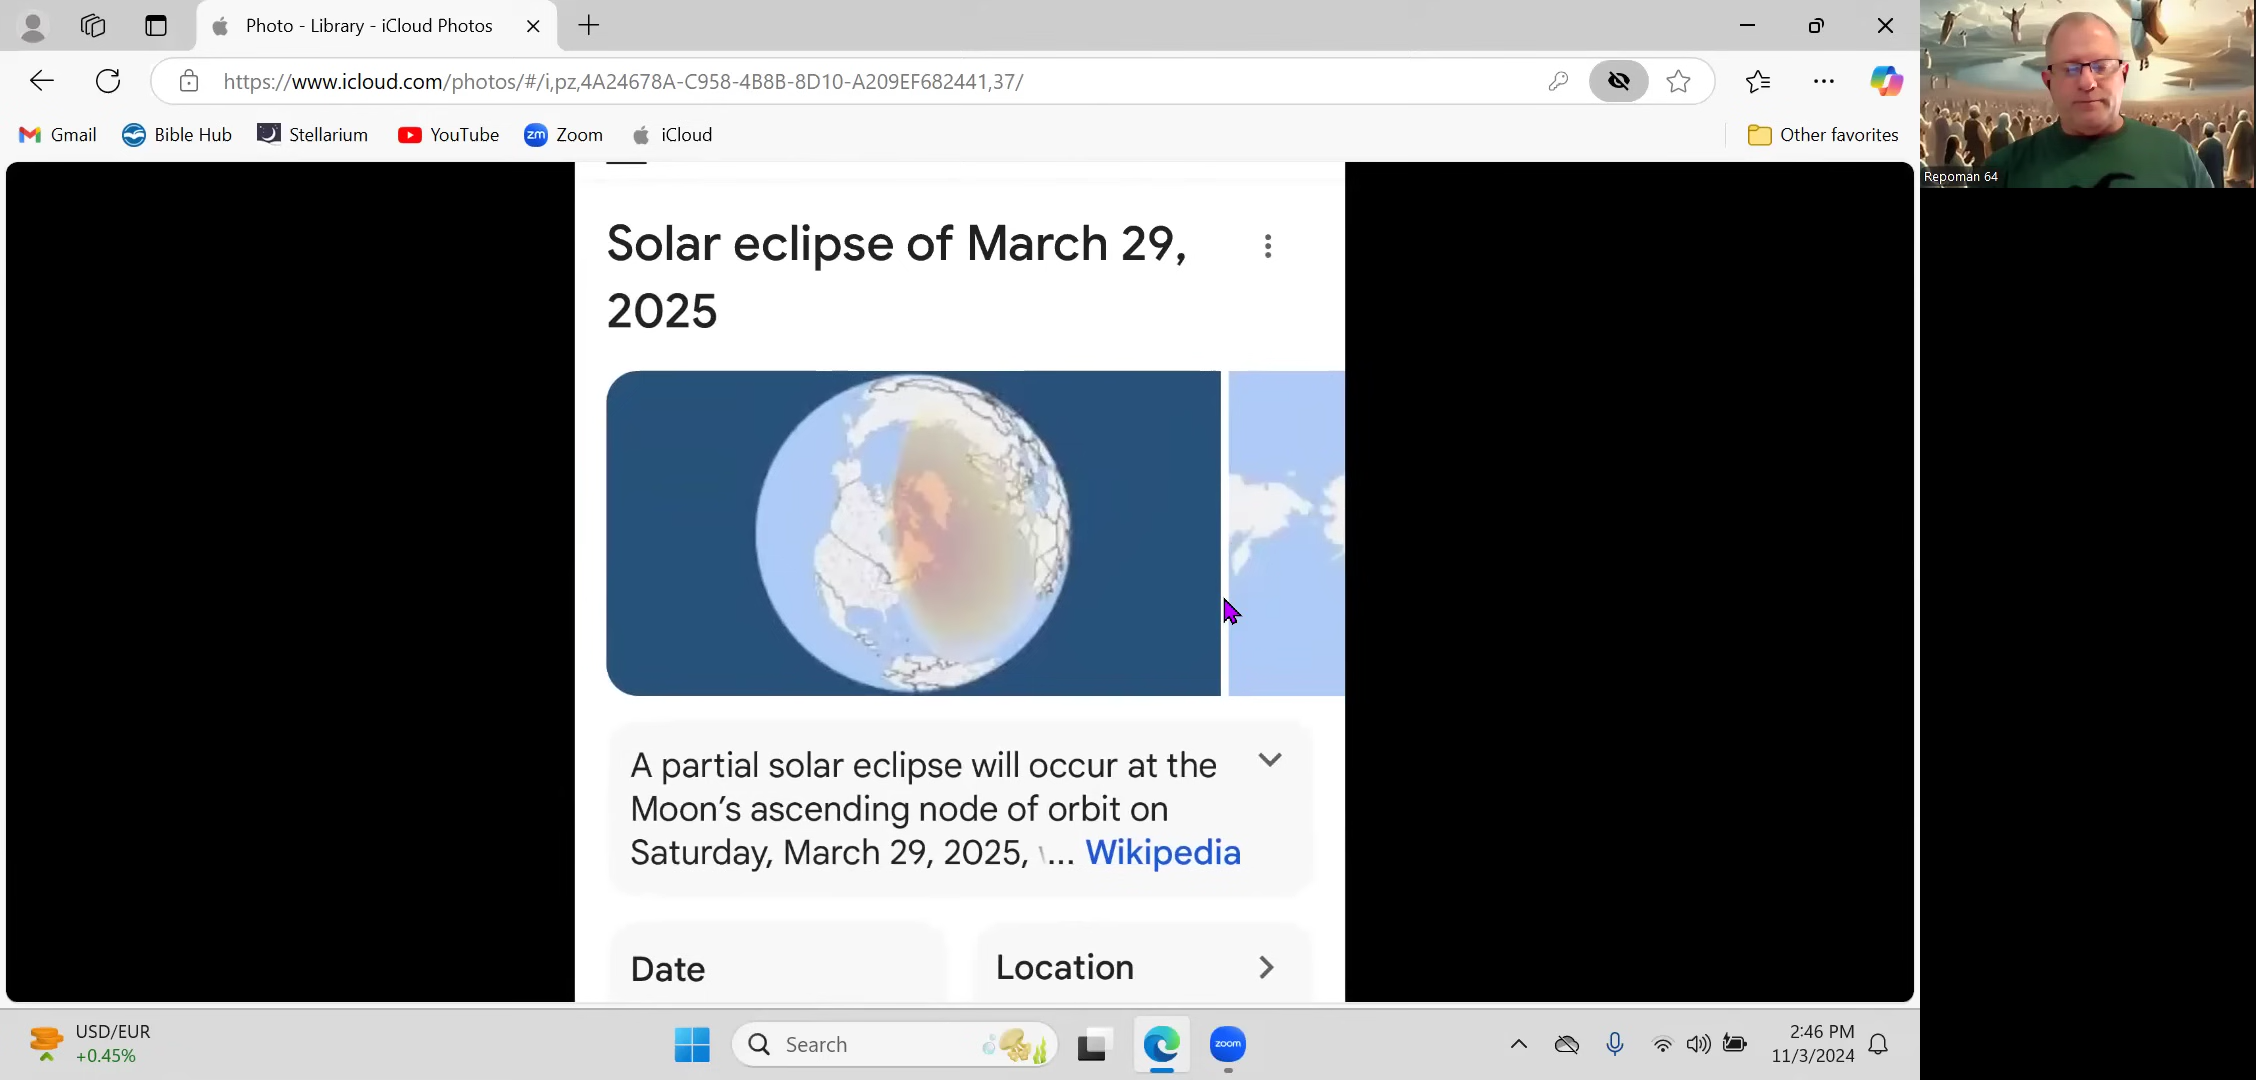 Photo - Library - iCloud Photos
https://www.icloud.com/photos/#/i,pz,4A24678A-C958-4B8B-8D10-A209EF682441,37/
Gmail
Bible Hub
Stellarium
YouTube
zm Zoom
iCloud
Other favorites
Repoman 64
Solar eclipse of March 29,
2025
A partial solar eclipse will occur at the
Moon's ascending node of orbit on
Saturday, March 29, 2025, ... Wikipedia
Date
Location
USD/EUR
+0.45%
Search
zoom
2:46 PM
11/3/2024